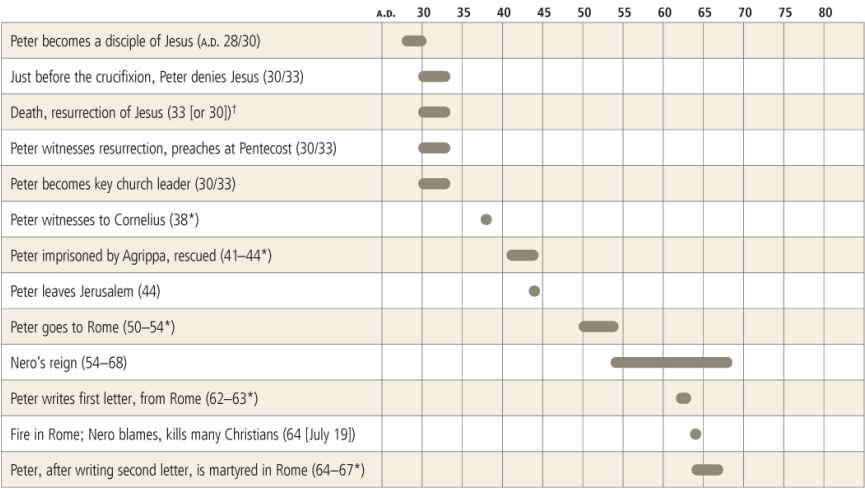 A.D. 30 35 40 45 50 55 60 65 70 75 80
Peter becomes a disciple of Jesus (A.D. 28/30)
Just before the crucifixion, Peter denies Jesus (30/33)
Death, resurrection of Jesus (33 [or 30])†
Peter witnesses resurrection, preaches at Pentecost (30/33)
Peter becomes key church leader (30/33)
Peter witnesses to Cornelius (38*)
Peter imprisoned by Agrippa, rescued (41–44*)
Peter leaves Jerusalem (44)
Peter goes to Rome (50–54*)
Nero's reign (54–68)
Peter writes first letter, from Rome (62–63*)
Fire in Rome; Nero blames, kills many Christians (64 [July 19])
Peter, after writing second letter, is martyred in Rome (64–67*)